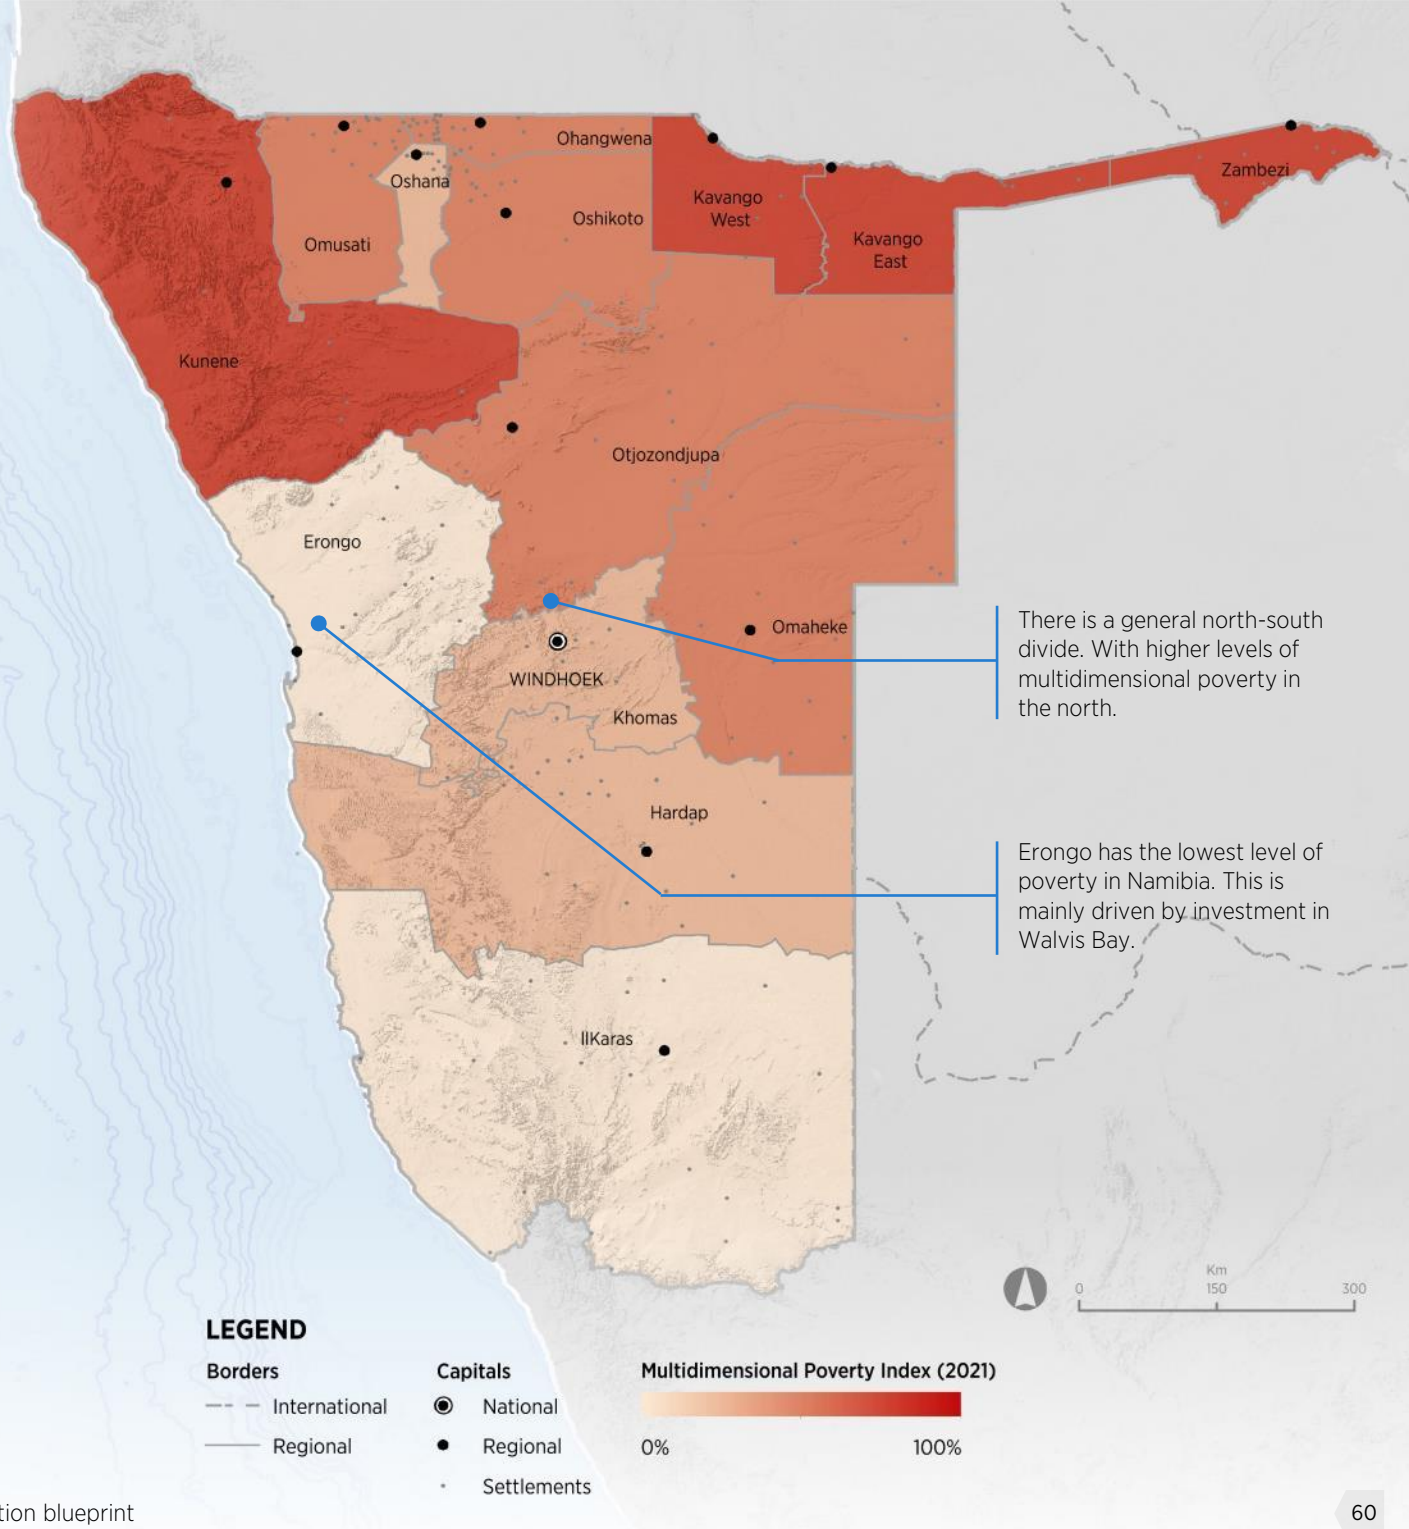 Ohangwena
Oshana
Zambezi
Kavango
West
Oshikoto
Omusati
Kavango
East
Kunene
Otjozondjupa
Erongo
There is a general north-south
divide. With higher levels of
multidimensional poverty in
the north.
Omaheke
WINDHOEK
Khomas
Hardap
Erongo has the lowest level of
poverty in Namibia. This is
mainly driven by investment in
Walvis Bay.
IIKaras
Km
0 150 300
LEGEND
Borders
International
Regional
Capitals
National
Regional
Settlements
Multidimensional Poverty Index (2021)
0% 100%
tion blueprint
60